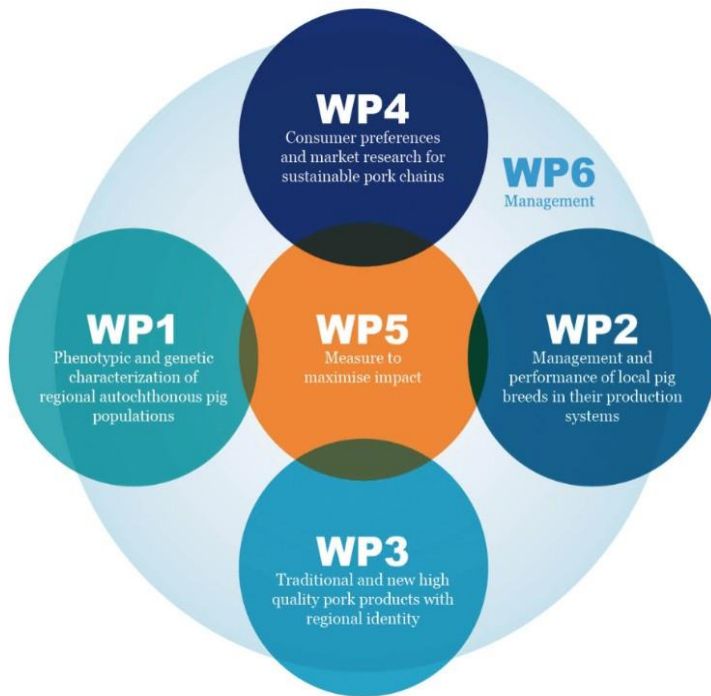 WP4
Consumer preferences
and market research for
sustainable pork chains
WP6
Management
WP1
Phenotypic and genetic
characterization of
regional autochthonous pig
populations
WP5
Measure to
maximise impact
WP2
Management and
performance of local pig
breeds in their production
systems
WP3
Traditional and new high
quality pork products with
regional identity